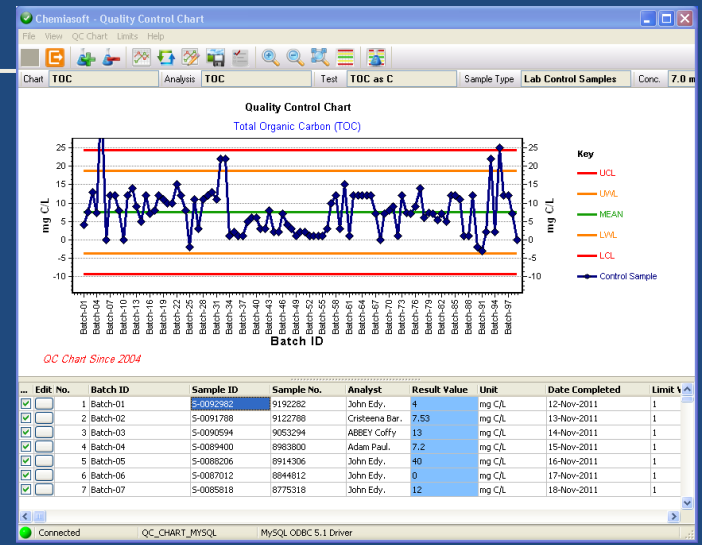 Chemiasoft - Quality Control Chart
File View QC Chart Limits Help
Chart TOC Analysis TOC Test TOC as C Sample Type Lab Control Samples Conc. 7.0 m
Quality Control Chart
Total Organic Carbon (TOC)
mg C/L
25
20
15
10
5
0
-5
-10
25
20
15
10
5
0
-5
-10
mg C/L
Key
UCL
UWL
MEAN
LWL
LCL
Control Sample
Batch-01 Batch-04 Batch-07 Batch-10 Batch-13 Batch-16 Batch-19 Batch-22 Batch-25 Batch-28 Batch-31 Batch-34 Batch-37 Batch-40 Batch-43 Batch-46 Batch-49 Batch-52 Batch-55 Batch-58 Batch-61 Batch-64 Batch-67 Batch-70 Batch-73 Batch-76 Batch-79 Batch-82 Batch-85 Batch-88 Batch-91 Batch-94 Batch-97
Batch ID
QC Chart Since 2004
... Edit No. Batch ID Sample ID Sample No. Analyst Result Value Unit Date Completed Limit V
1 Batch-01 S-0092982 9192282 John Edy. 4 mg C/L 12-Nov-2011 1
2 Batch-02 S-0091788 9122788 Cristeena Bar. 7.53 mg C/L 13-Nov-2011 1
3 Batch-03 S-0090594 9053294 ABBEY Coffy 13 mg C/L 14-Nov-2011 1
4 Batch-04 S-0089400 8983800 Adam Paul. 7.2 mg C/L 15-Nov-2011 1
5 Batch-05 S-0088206 8914306 John Edy. 40 mg C/L 16-Nov-2011 1
6 Batch-06 S-0087012 8844812 John Edy. 0 mg C/L 17-Nov-2011 1
7 Batch-07 S-0085818 8775318 John Edy. 12 mg C/L 18-Nov-2011 1
Connected QC_CHART_MYSQL MySQL ODBC 5.1 Driver